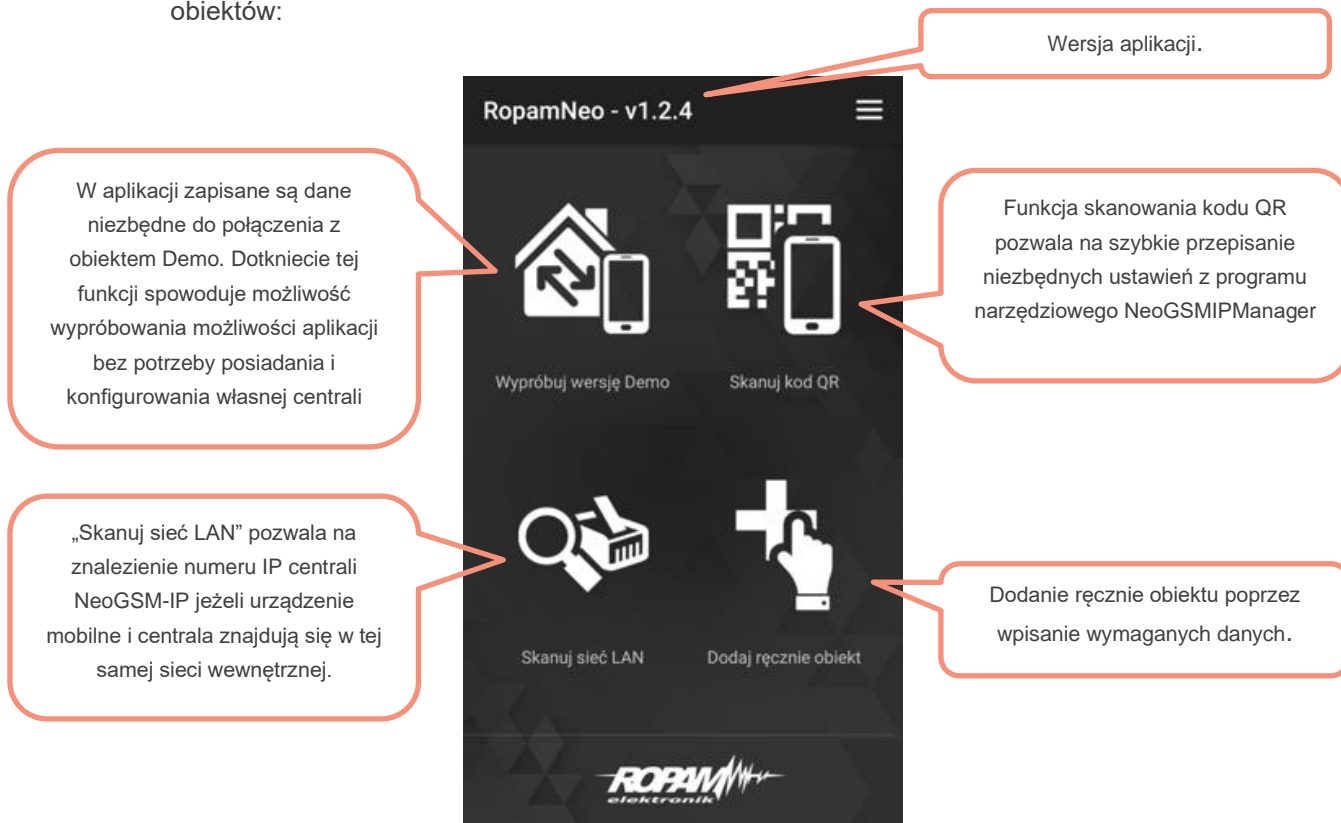 obiektów:
Wersja aplikacji.
RopamNeo - v1.2.4
W aplikacji zapisane są dane
niezbędne do połączenia z
obiektem Demo. Dotkniecie tej
funkcji spowoduje możliwość
wypróbowania możliwości aplikacji
bez potrzeby posiadania i
konfigurowania własnej centrali
Funkcja skanowania kodu QR
pozwala na szybkie przepisanie
niezbędnych ustawień z programu
narzędziowego NeoGSMIPManager
Wypróbuj wersję Demo
Skanuj kod QR
„Skanuj sieć LAN” pozwala na
znalezienie numeru IP centrali
NeoGSM-IP jeżeli urządzenie
mobilne i centrala znajdują się w tej
samej sieci wewnętrznej.
Dodanie ręcznie obiektu poprzez
wpisanie wymaganych danych.
Skanuj sieć LAN
Dodaj ręcznie obiekt
ROPAM
elektronik